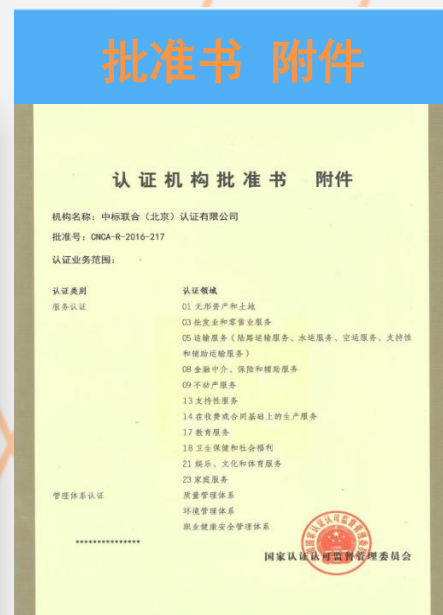 批准书 附件
认证机构批准书 附件
机构名称：中标联合（北京）认证有限公司
批准号：CNCA-R-2016-217
认证业务范围：
认证类别 认证领域
服务认证 01 无形资产和土地
03 批发业和零售业服务
05 运输服务（陆路运输服务、水运服务、空运服务、支持性
和辅助运输服务）
08 金融中介、保险和辅助服务
09 不动产服务
13 支持性服务
14 在收费或合同基础上的生产服务
17 教育服务
18 卫生保健和社会福利
21 娱乐、文化和体育服务
23 家庭服务
管理体系认证 质量管理体系
环境管理体系
职业健康安全管理体系
***************
国家认证认可监督管理委员会